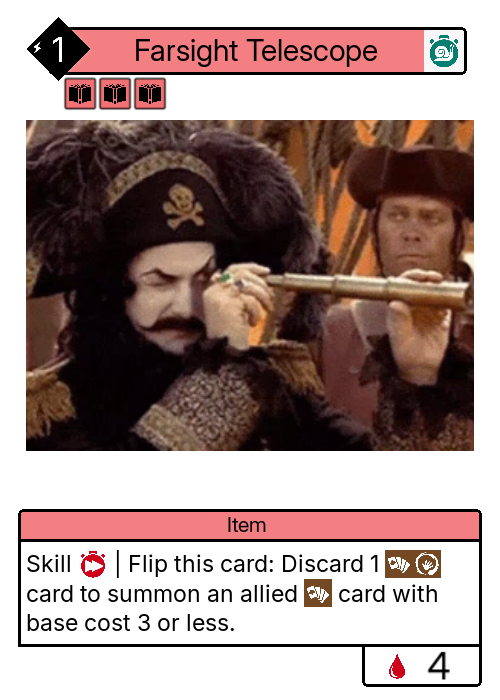 1
Farsight Telescope
Item
Skill | Flip this card: Discard 1
card to summon an allied card with
base cost 3 or less.
4